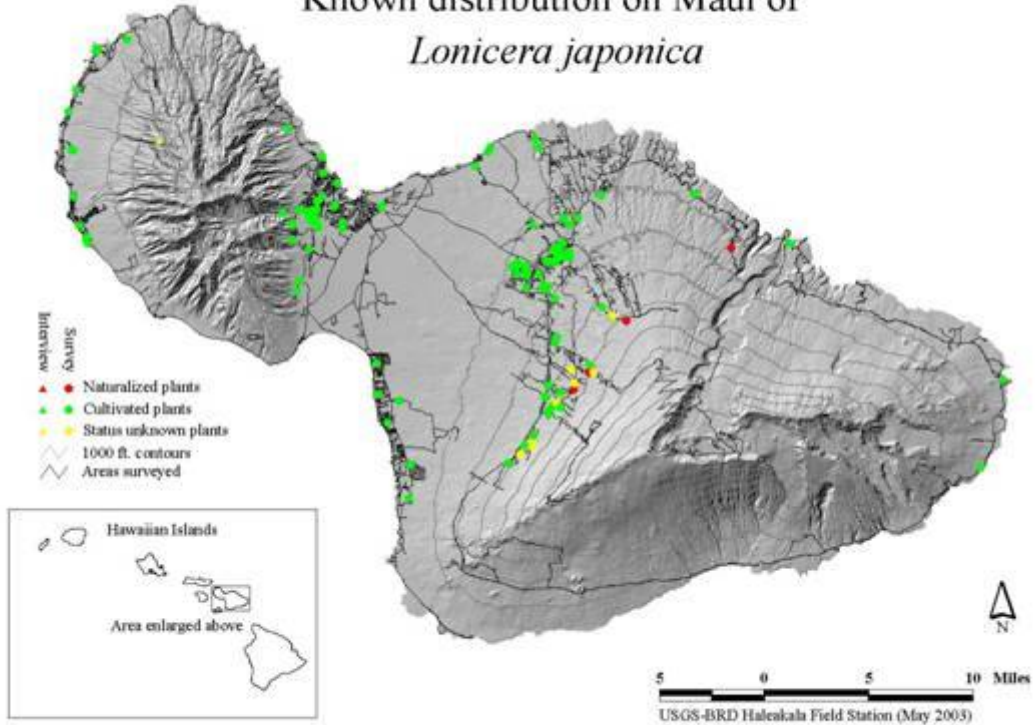 Known distribution on Maui of
Lonicera japonica
Interview
Survey
Naturalized plants
Cultivated plants
Status unknown plants
1000 ft. contours
Areas surveyed
Hawaiian Islands
Area enlarged above
N
5 0 5 10 Miles
USGS-BRD Haleakala Field Station (May 2003)